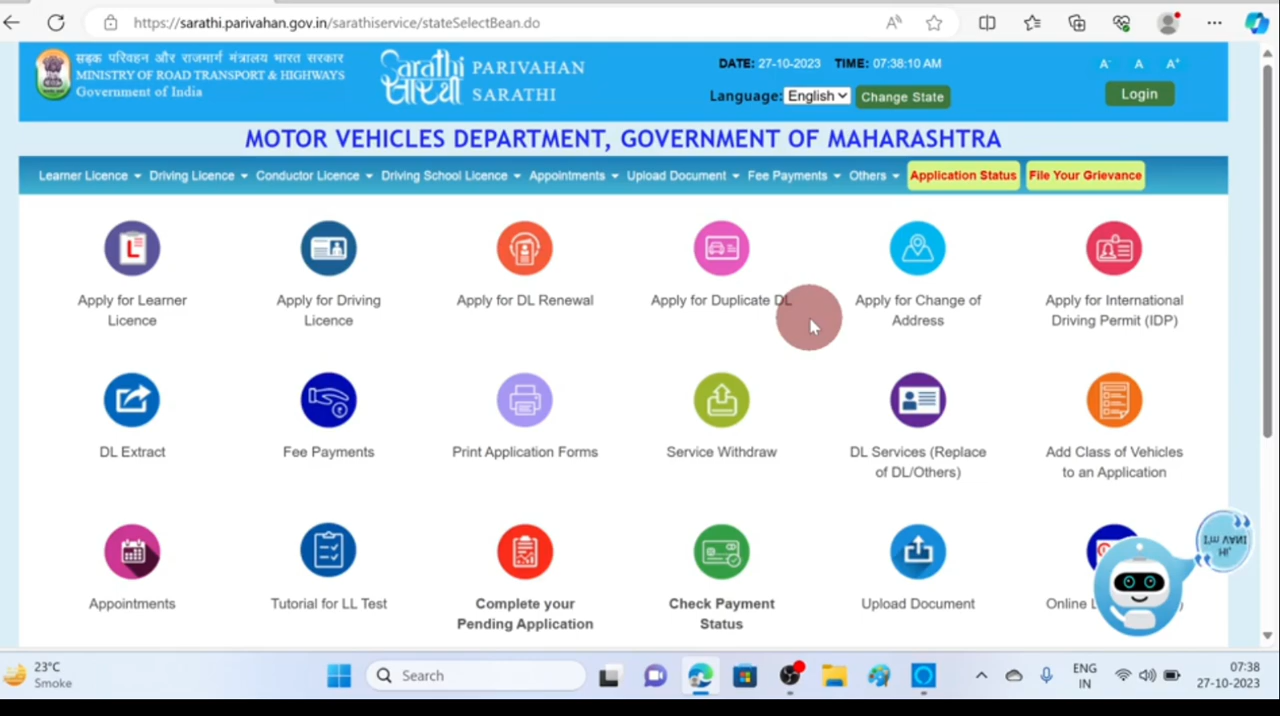 https://sarathi.parivahan.gov.in/sarathiservice/stateSelectBean.do
सड़क परिवहन और राजमार्ग मंत्रालय भारत सरकार
MINISTRY OF ROAD TRANSPORT & HIGHWAYS
Government of India
Sarathi
सारथी
PARIVAHAN
SARATHI
DATE: 27-10-2023 TIME: 07:38:10 AM
Language: English Change State
A- A A+
Login
MOTOR VEHICLES DEPARTMENT, GOVERNMENT OF MAHARASHTRA
Learner Licence Driving Licence Conductor Licence Driving School Licence Appointments Upload Document Fee Payments Others Application Status File Your Grievance
Apply for Learner
Licence
Apply for Driving
Licence
Apply for DL Renewal
Apply for Duplicate DL
Apply for Change of
Address
Apply for International
Driving Permit (IDP)
DL Extract
Fee Payments
Print Application Forms
Service Withdraw
DL Services (Replace
of DL/Others)
Add Class of Vehicles
to an Application
Appointments
Tutorial for LL Test
Complete your
Pending Application
Check Payment
Status
Upload Document
Online
Hi,
I'm VANI
23°C
Smoke
Search
ENG
IN
07:38
27-10-2023